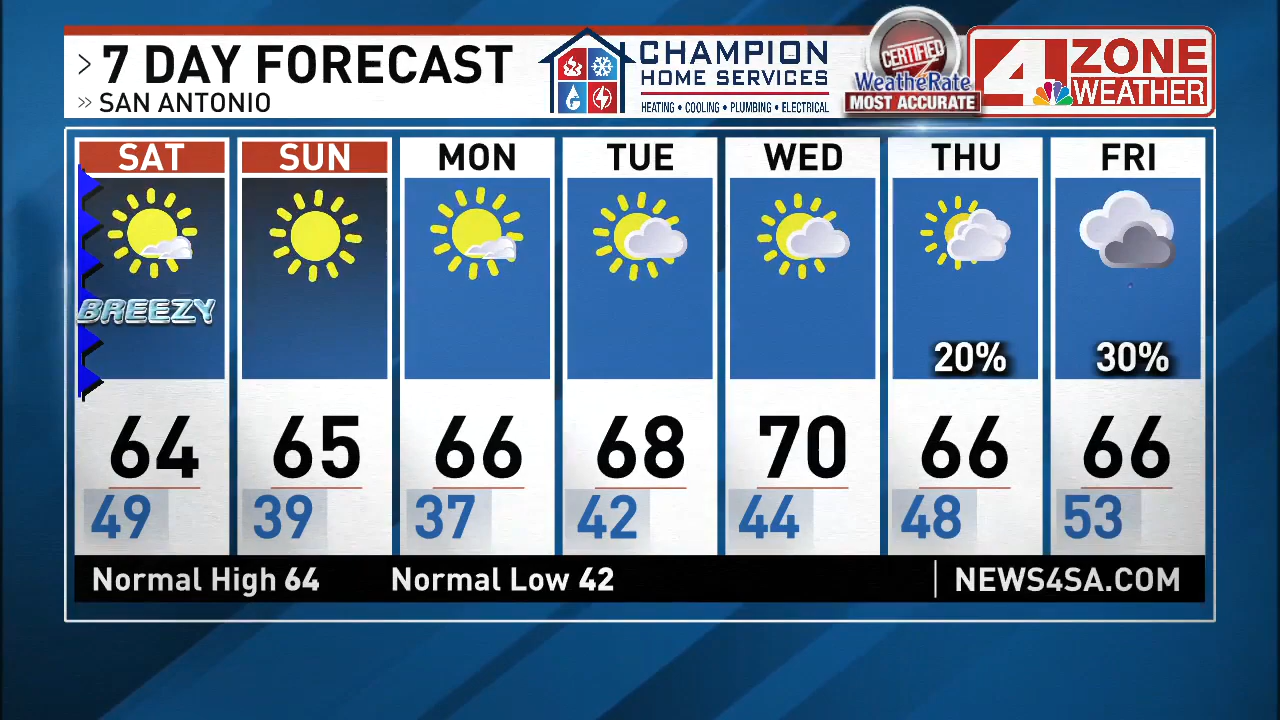 > 7 DAY FORECAST
» SAN ANTONIO
CHAMPION
HOME SERVICES
HEATING • COOLING • PLUMBING • ELECTRICAL
CERTIFIED
WeatheRate
MOST ACCURATE
4 ZONE
WEATHER
SAT SUN MON TUE WED THU FRI
BREEZY
20% 30%
64 65 66 68 70 66 66
49 39 37 42 44 48 53
Normal High 64 Normal Low 42 | NEWS4SA.COM